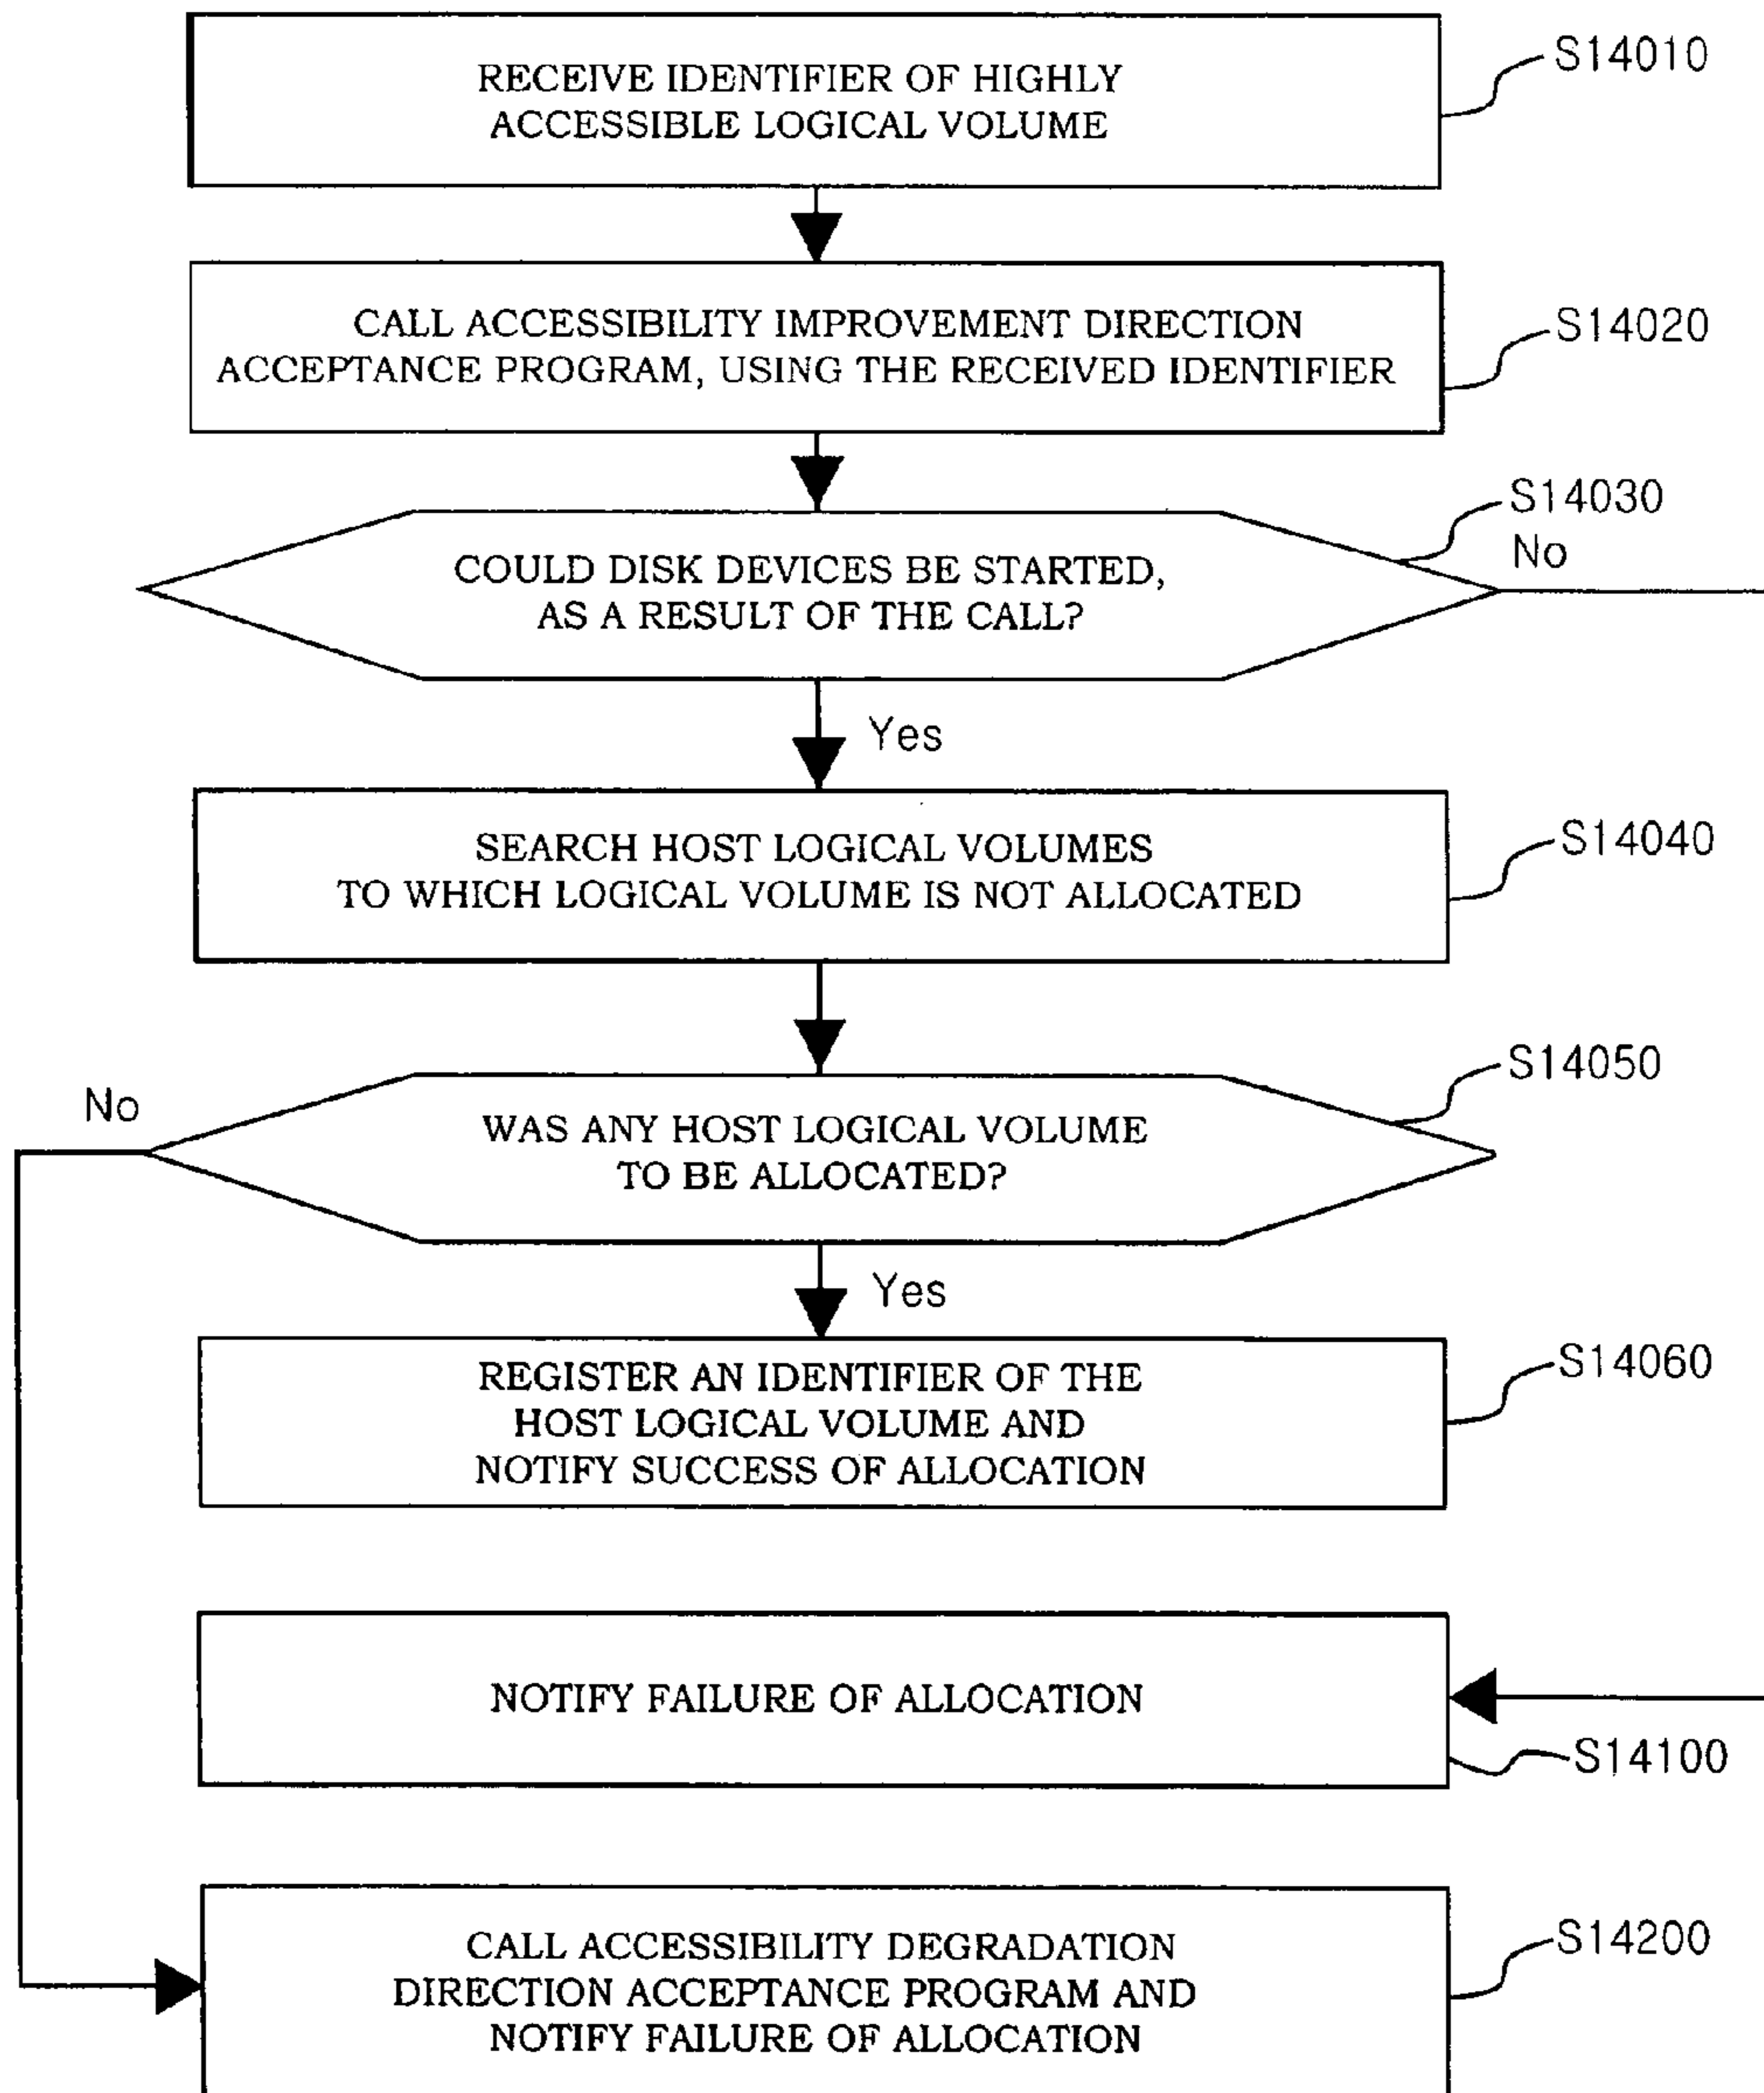 RECEIVE IDENTIFIER OF HIGHLY
ACCESSIBLE LOGICAL VOLUME
S14010
CALL ACCESSIBILITY IMPROVEMENT DIRECTION
ACCEPTANCE PROGRAM, USING THE RECEIVED IDENTIFIER
S14020
COULD DISK DEVICES BE STARTED,
AS A RESULT OF THE CALL?
S14030
No
Yes
SEARCH HOST LOGICAL VOLUMES
TO WHICH LOGICAL VOLUME IS NOT ALLOCATED
S14040
No
WAS ANY HOST LOGICAL VOLUME
TO BE ALLOCATED?
S14050
Yes
REGISTER AN IDENTIFIER OF THE
HOST LOGICAL VOLUME AND
NOTIFY SUCCESS OF ALLOCATION
S14060
NOTIFY FAILURE OF ALLOCATION
S14100
CALL ACCESSIBILITY DEGRADATION
DIRECTION ACCEPTANCE PROGRAM AND
NOTIFY FAILURE OF ALLOCATION
S14200